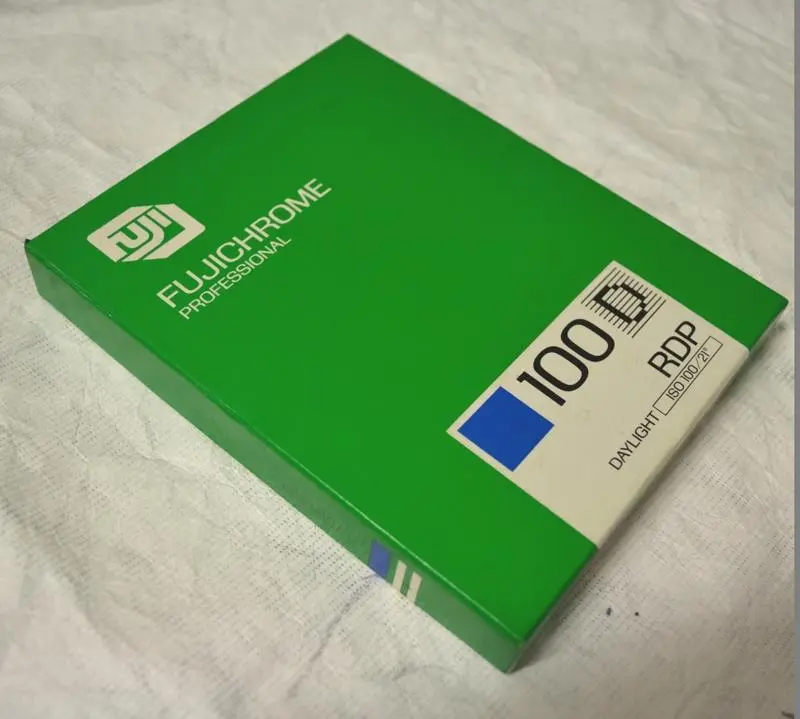 FUJI
FUJICHROME
PROFESSIONAL
100 D
RDP
DAYLIGHT ISO 100/21°